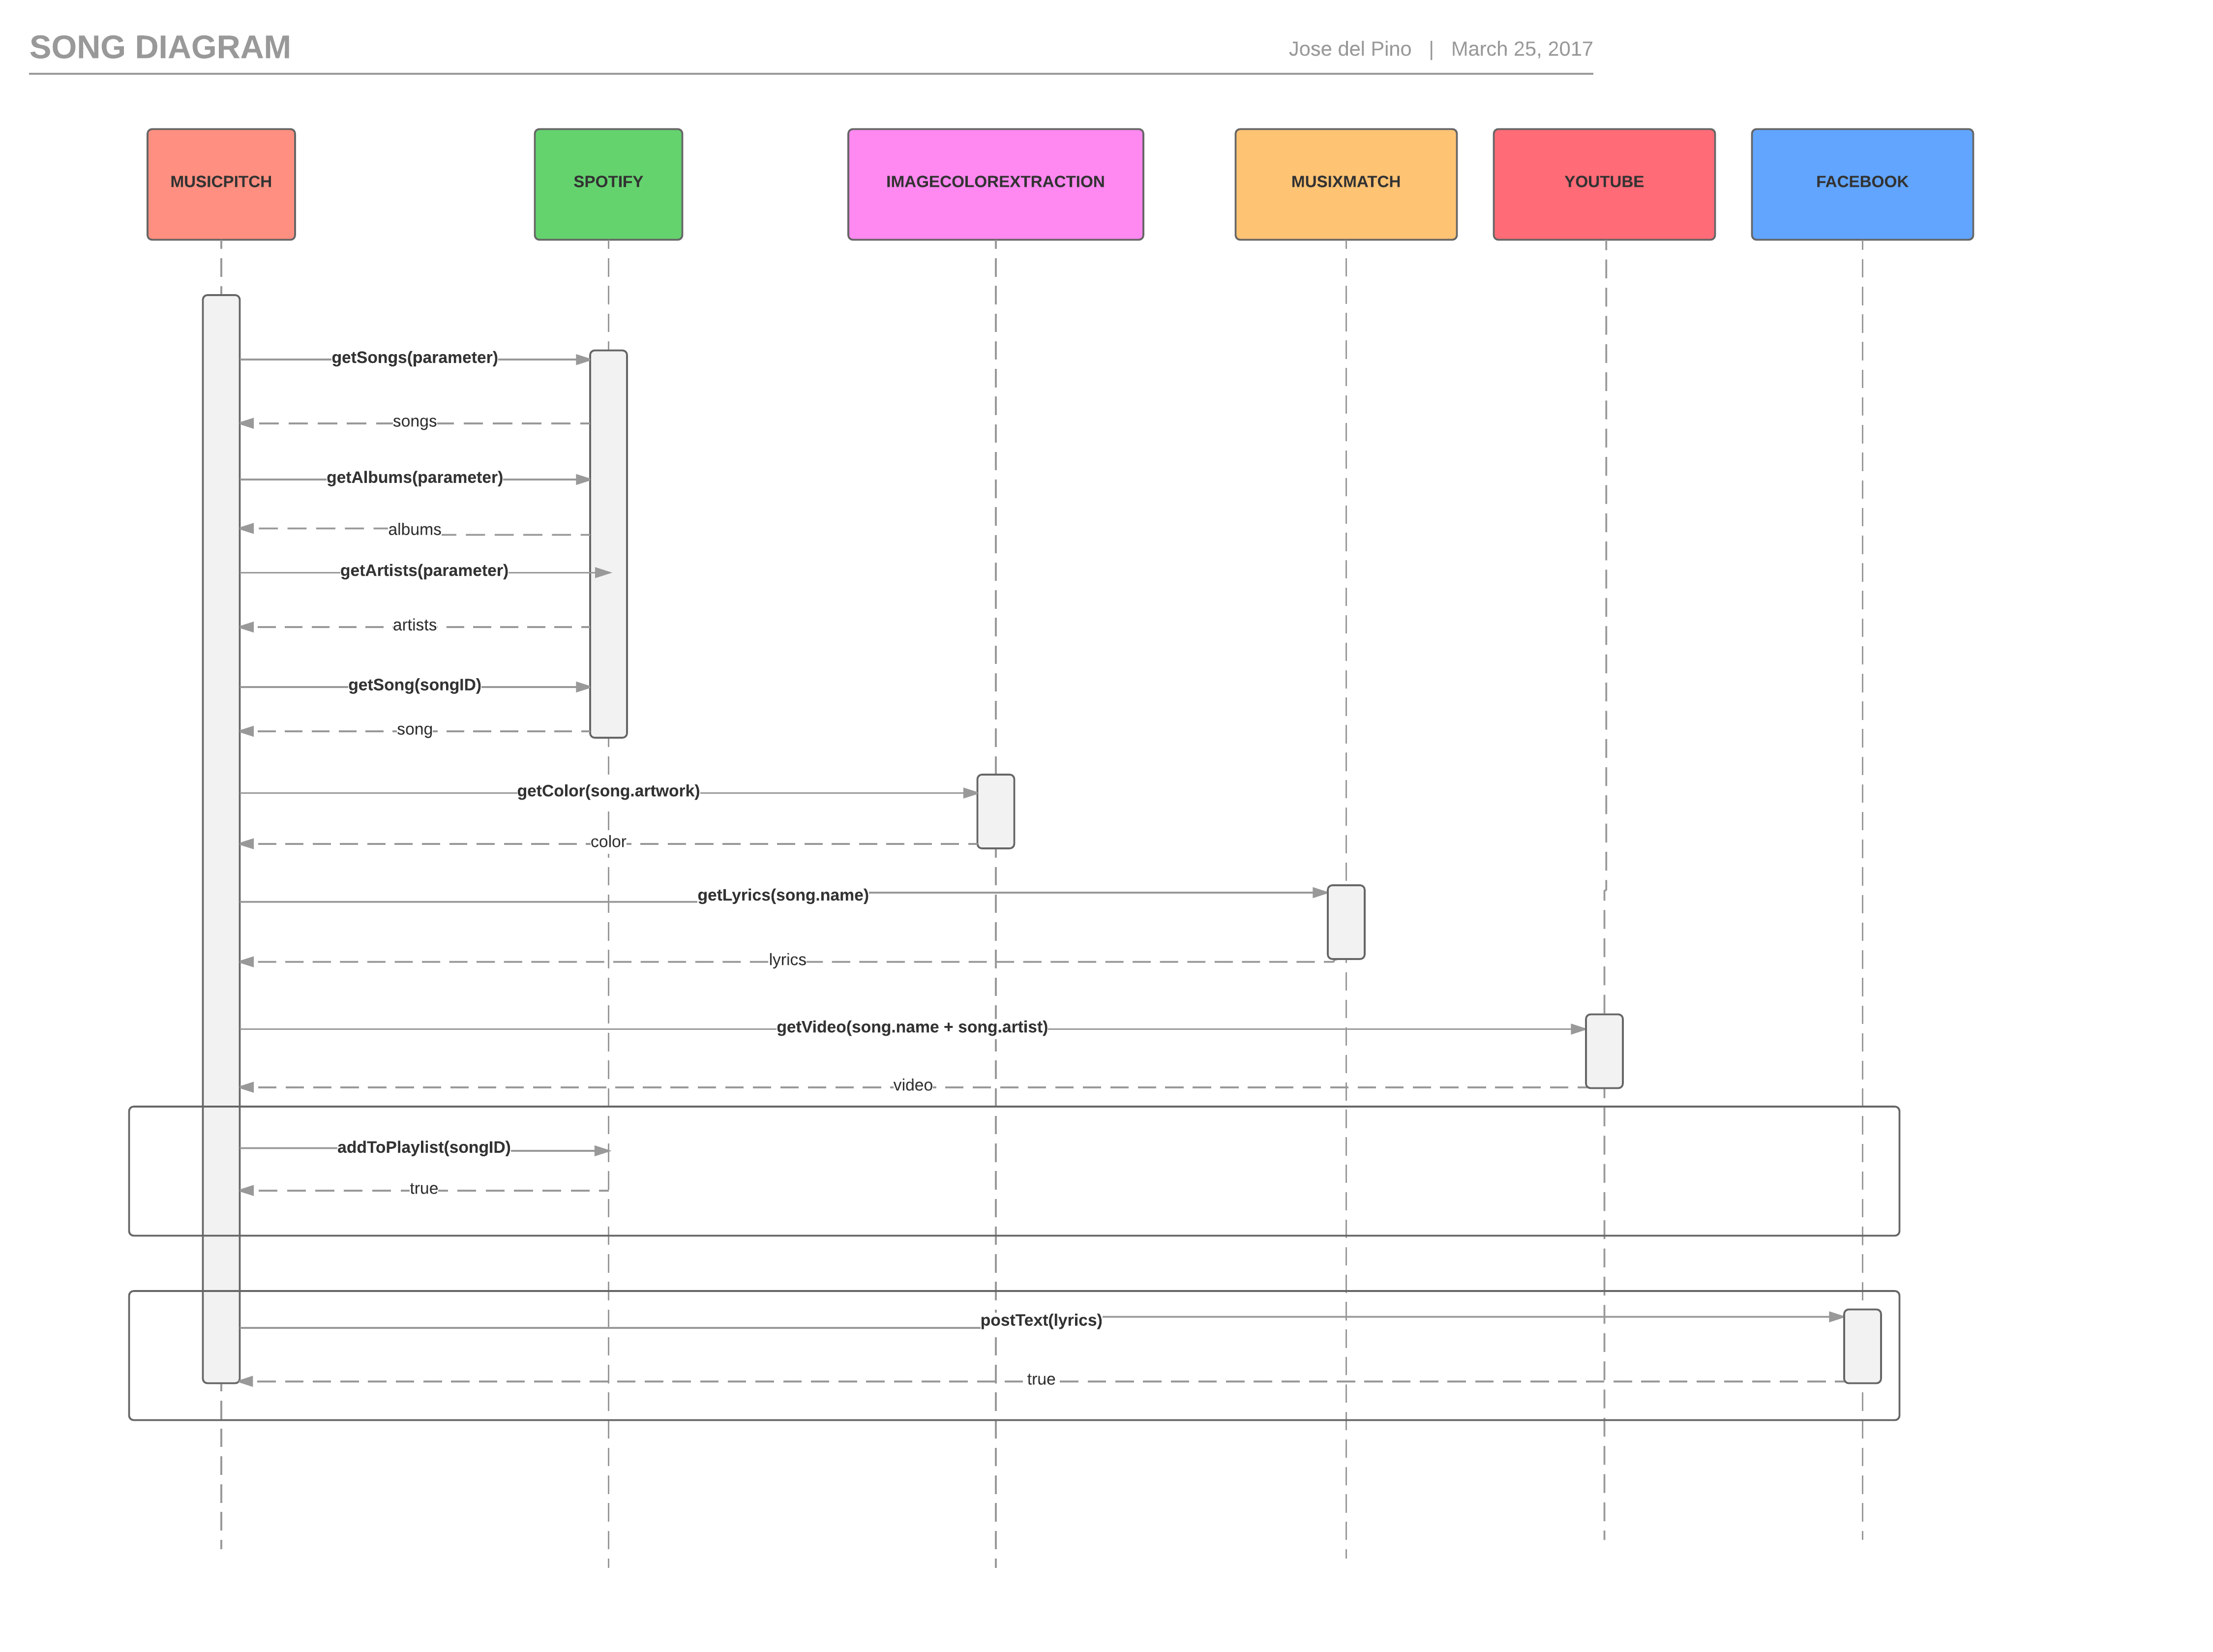 SONG DIAGRAM
Jose del Pino | March 25, 2017
MUSICPITCH
SPOTIFY
IMAGECOLOREXTRACTION
MUSIXMATCH
YOUTUBE
FACEBOOK
getSongs(parameter)
songs
getAlbums(parameter)
albums
getArtists(parameter)
artists
getSong(songID)
song
getColor(song.artwork)
color
getLyrics(song.name)
lyrics
getVideo(song.name + song.artist)
video
addToPlaylist(songID)
true
postText(lyrics)
true